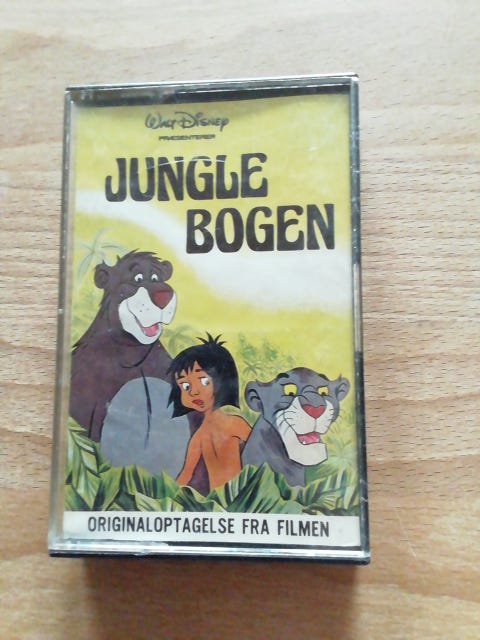 Walt Disney
PRÆSENTERER
JUNGLE
BOGEN
ORIGINALOPTAGELSE FRA FILMEN